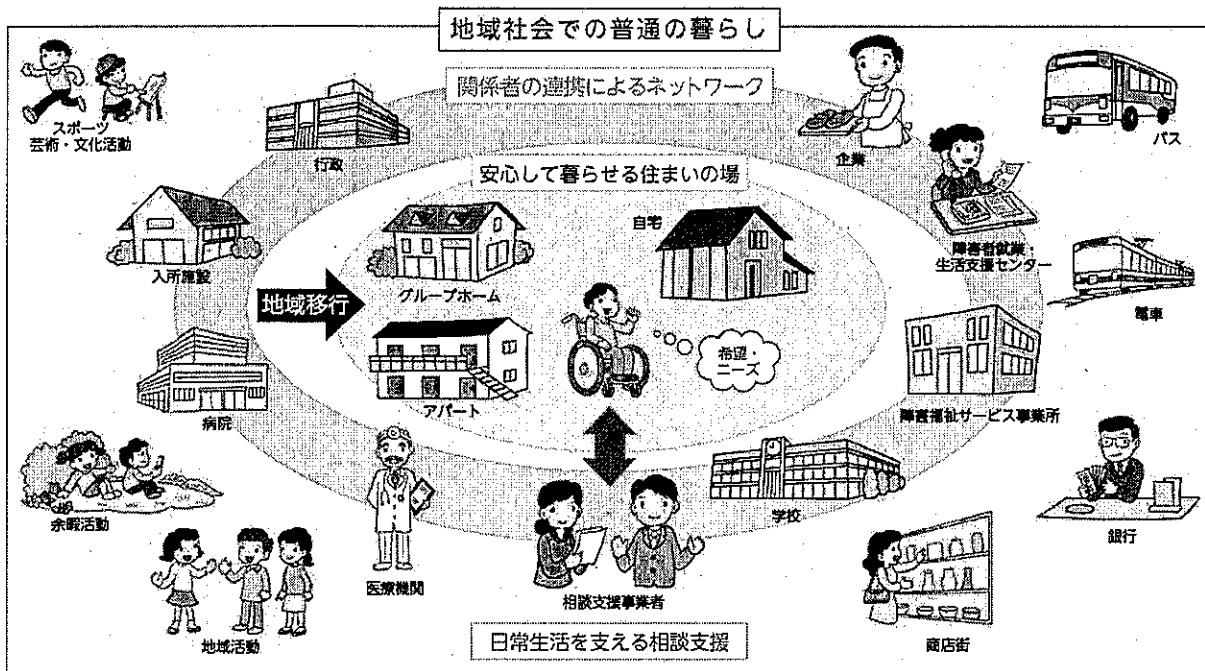 地域社会での普通の暮らし
関係者の連携によるネットワーク
スポーツ
芸術・文化活動
行政
企業
バス
安心して暮らせる住まいの場
自宅
入所施設
障害者就業・
生活支援センター
グループホーム
地域移行
電車
希望・
ニーズ
アパート
病院
障害福祉サービス事業所
余暇活動
学校
銀行
医療機関
相談支援事業者
地域活動
商店街
日常生活を支える相談支援